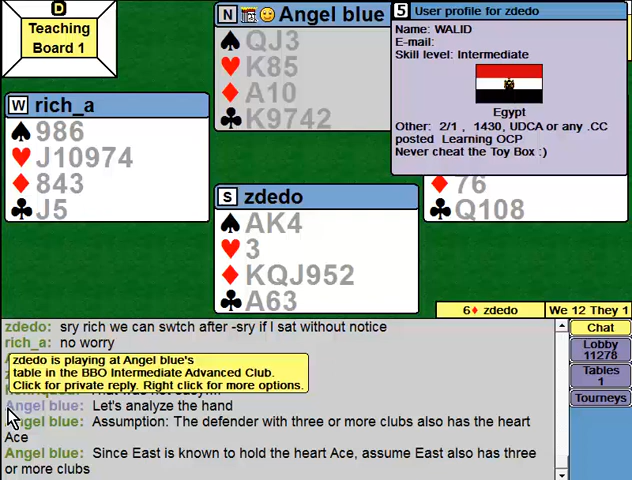 D
Teaching
Board 1
N Angel blue
♠ QJ3
♥ K85
♦ A10
♣ K9742
5 User profile for zdedo
Name: WALID
E-mail:
Skill level: Intermediate
Egypt
Other: 2/1 , 1430, UDCA or any .CC
posted Learning OCP
Never cheat the Toy Box :)
W rich_a
♠ 986
♥ J10974
♦ 843
♣ J5
♦ 76
♣ Q108
S zdedo
♠ AK4
♥ 3
♦ KQJ952
♣ A63
6♦ zdedo
We 12 They 1
zdedo: sry rich we can swtch after -sry if I sat without notice
rich_a: no worry
zdedo is playing at Angel blue's
table in the BBO Intermediate Advanced Club.
Click for private reply. Right click for more options.
Angel blue: Let's analyze the hand
Angel blue: Assumption: The defender with three or more clubs also has the heart
Ace
Angel blue: Since East is known to hold the heart Ace, assume East also has three
or more clubs
Chat
Lobby
11278
Tables
1
Tourneys